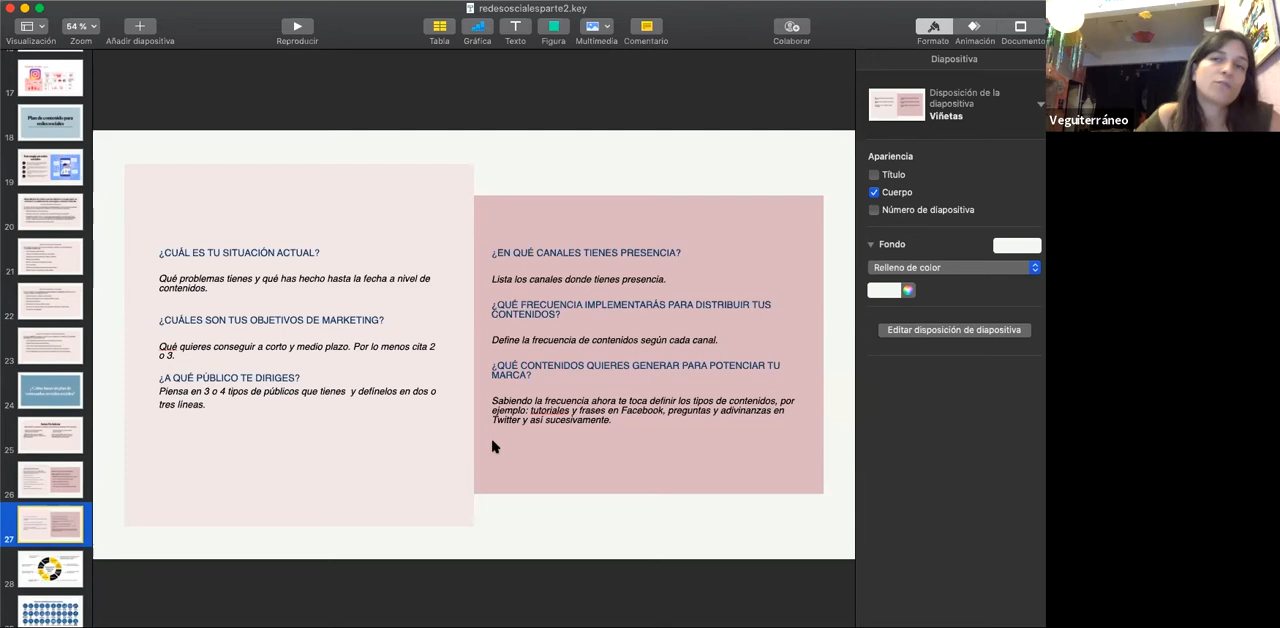 redesosocialesparte2.key
54 %
Visualización
Zoom
Añadir diapositiva
Reproducir
Tabla
Gráfica
Texto
Figura
Multimedia
Comentario
Colaborar
Formato
Animación
Documento
Diapositiva
Disposición de la
diapositiva
Viñetas
Apariencia
Título
Cuerpo
Número de diapositiva
Fondo
Relleno de color
Editar disposición de diapositiva
Veguiterráneo
17
18
Plan de contenido para
redes sociales
19
20
21
22
23
24
25
26
27
28
¿CUÁL ES TU SITUACIÓN ACTUAL?
Qué probemas tienes y qué has hecho hasta la fecha a nivel de
contenidos.
¿CUÁLES SON TUS OBJETIVOS DE MARKETING?
Qué quieres conseguir a corto y medio plazo. Por lo menos cita 2
o 3.
¿A QUÉ PÚBLICO TE DIRIGES?
Piensa en 3 o 4 tipos de públicos que tienes y defínelos en dos o
tres líneas.
¿EN QUÉ CANALES TIENES PRESENCIA?
Lista los canales donde tienes presencia.
¿QUÉ FRECUENCIA IMPLEMENTARÁS PARA DISTRIBUIR TUS
CONTENIDOS?
Define la frecuencia de contenidos según cada canal.
¿QUÉ CONTENIDOS QUIERES GENERAR PARA POTENCIAR TU
MARCA?
Sabiendo la frecuencia ahora te toca definir los tipos de contenidos, por
ejemplo: tutoriales y frases en Facebook, preguntas y adivinanzas en
Twitter y así sucesivamente.